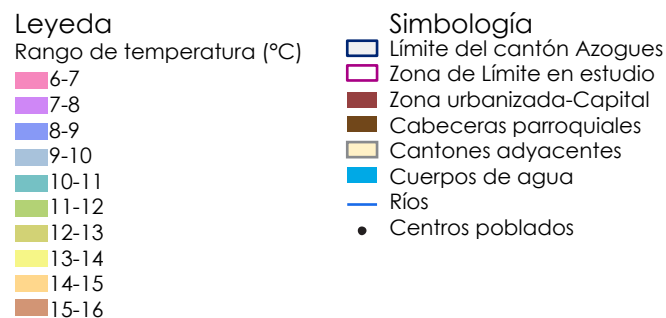 Leyeda
Rango de temperatura (°C)
6-7
7-8
8-9
9-10
10-11
11-12
12-13
13-14
14-15
15-16
Simbología
Límite del cantón Azogues
Zona de Límite en estudio
Zona urbanizada-Capital
Cabeceras parroquiales
Cantones adyacentes
Cuerpos de agua
Ríos
Centros poblados